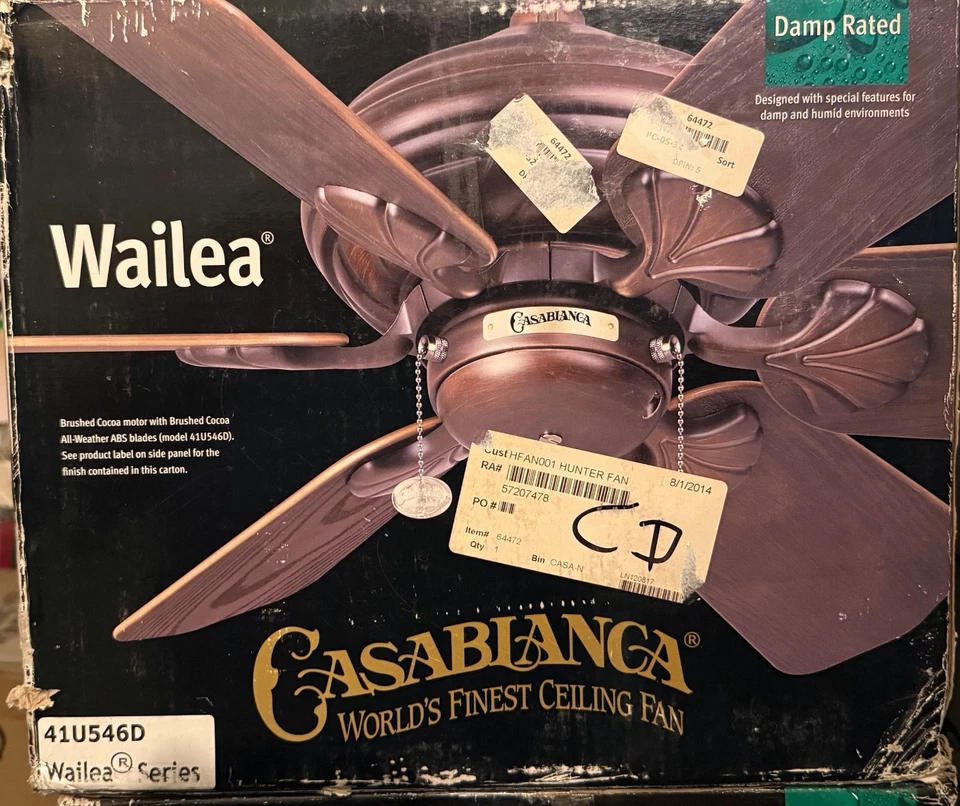 Damp Rated
Designed with special features for
damp and humid environments
64472
Sort
64472
Wailea®
CASABLANCA
Brushed Cocoa motor with Brushed Cocoa
All-Weather ABS blades (model 41U546D).
See product label on side panel for the
finish contained in this carton.
Cust HFAN001 HUNTER FAN
8/1/2014
RA#
57207478
PO #
CD
Item# 64472
Qty 1
Bin CASA-N
LN120817
CASABLANCA®
WORLD'S FINEST CEILING FAN
41U546D
Wailea® Series